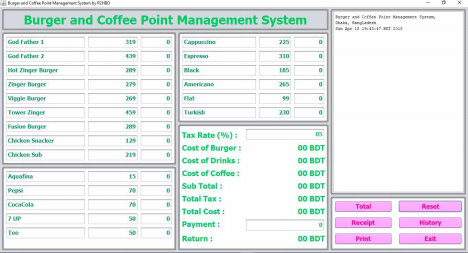 Burger and Coffee Point Management System by R2HBD
Burger and Coffee Point Management System
God Father 1 319 0
God Father 2 439 0
Hot Zinger Burger 289 0
Zinger Burger 279 0
Viggie Burger 269 0
Tower Zinger 459 0
Fusion Burger 289 0
Chicken Snacker 129 0
Chicken Sub 219 0
Aquafina 15 0
Pepsi 70 0
CocaCola 70 0
7 UP 50 0
Tee 50 0
Cappuccino 225 0
Espresso 310 0
Black 185 0
Americano 265 0
Flat 99 0
Turkish 230 0
Tax Rate (%) : 05
Cost of Burger : 00 BDT
Cost of Drinks : 00 BDT
Cost of Coffee : 00 BDT
Sub Total : 00 BDT
Total Tax : 00 BDT
Total Cost : 00 BDT
Payment : 0
Return : 00 BDT
Burger and Coffee Point Management System,
Dhaka, Bangladesh
Total Reset
Receipt History
Print Exit